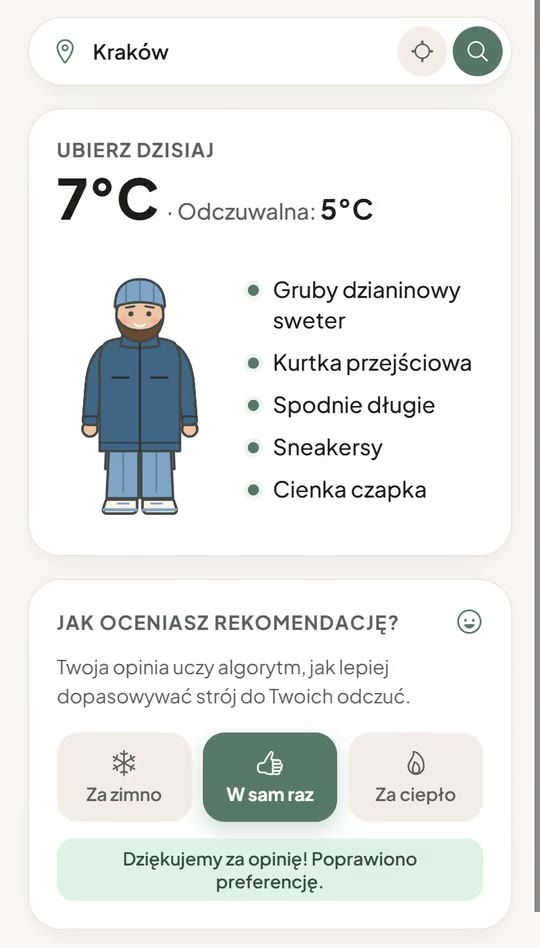 Kraków
UBIERZ DZISIAJ
7°C · Odczuwalna: 5°C
Gruby dzianinowy
sweter
Kurtka przejściowa
Spodnie długie
Sneakersy
Cienka czapka
JAK OCENIASZ REKOMENDACJĘ?
Twoja opinia uczy algorytm, jak lepiej
dopasowywać strój do Twoich odczuć.
Za zimno
W sam raz
Za ciepło
Dziękujemy za opinię! Poprawiono
preferencję.